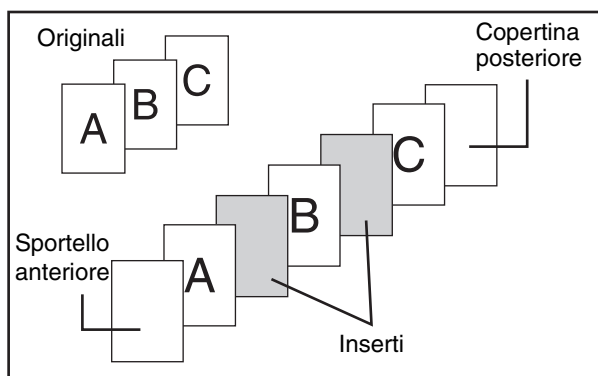 Originali
A
B
C
Copertina
posteriore
Sportello
anteriore
A
B
C
Inserti